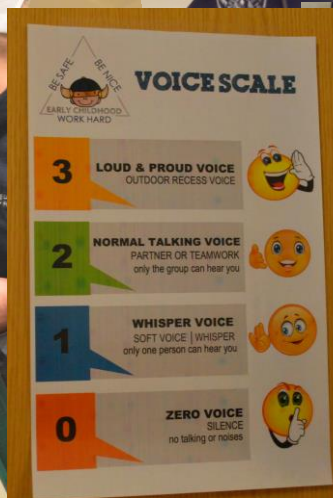 BE SAFE
BE NICE
EARLY CHILDHOOD
WORK HARD
VOICE SCALE
3
LOUD & PROUD VOICE
OUTDOOR RECESS VOICE
2
NORMAL TALKING VOICE
PARTNER OR TEAMWORK
only the group can hear you
1
WHISPER VOICE
SOFT VOICE | WHISPER
only one person can hear you
0
ZERO VOICE
SILENCE
no talking or noises